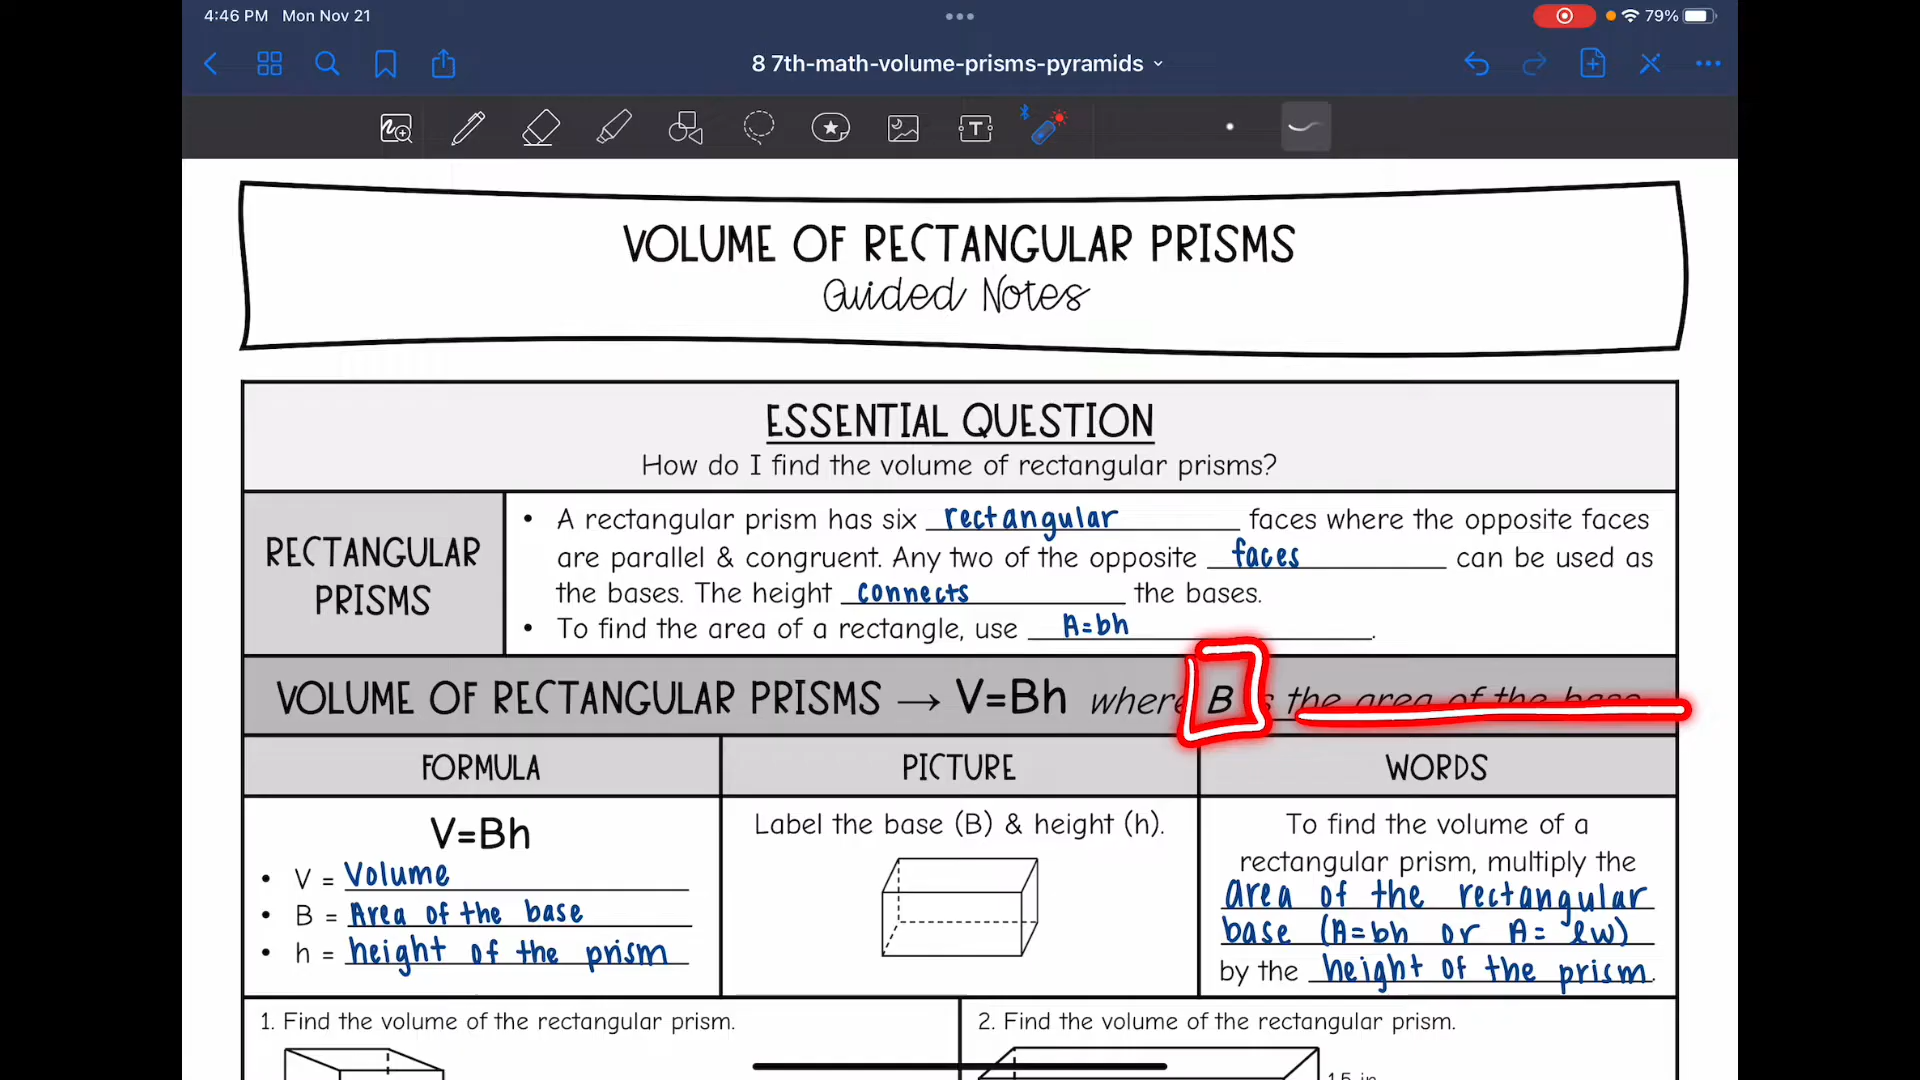 4:46 PM Mon Nov 21
79%
8 7th-math-volume-prisms-pyramids
VOLUME OF RECTANGULAR PRISMS
Guided Notes
ESSENTIAL QUESTION
How do I find the volume of rectangular prisms?
RECTANGULAR
PRISMS
• A rectangular prism has six rectangular faces where the opposite faces
are parallel & congruent. Any two of the opposite faces can be used as
the bases. The height connects the bases.
• To find the area of a rectangle, use A=bh.
VOLUME OF RECTANGULAR PRISMS → V=Bh where B is the area of the base
FORMULA
V=Bh
• V = Volume
• B = Area of the base
• h = height of the prism
PICTURE
Label the base (B) & height (h).
WORDS
To find the volume of a
rectangular prism, multiply the
area of the rectangular
base (A=bh or A= lw)
by the height of the prism.
1. Find the volume of the rectangular prism.
2. Find the volume of the rectangular prism.